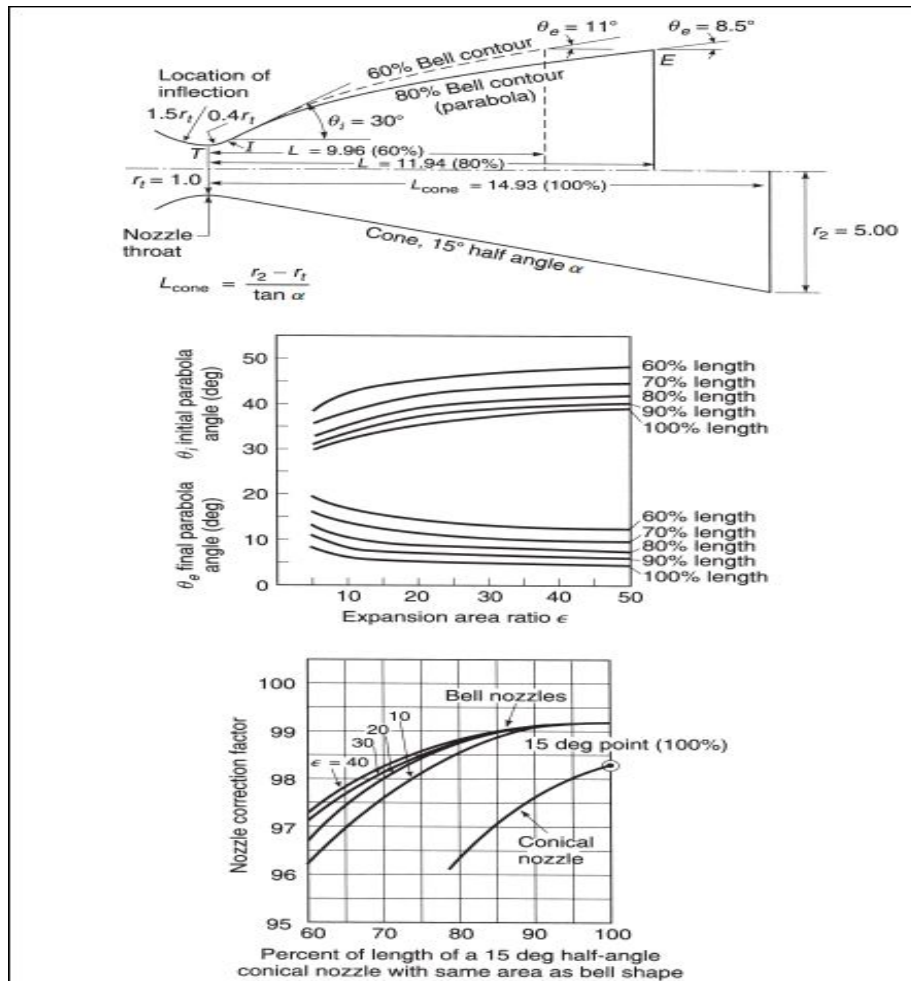 θe = 11°
θe = 8.5°
60% Bell contour
E
Location of
inflection
80% Bell contour
(parabola)
1.5rt
0.4rt
θi = 30°
T
I
L = 9.96 (60%)
L = 11.94 (80%)
rt = 1.0
Lcone = 14.93 (100%)
r2 = 5.00
Nozzle
throat
Cone, 15° half angle α
Lcone = r2 − rt / tan α
θi initial parabola
angle (deg)
50
40
30
60% length
70% length
80% length
90% length
100% length
θe final parabola
angle (deg)
20
10
0
60% length
70% length
80% length
90% length
100% length
10 20 30 40 50
Expansion area ratio ϵ
Nozzle correction factor
100
99
98
97
96
95
Bell nozzles
10
20
30
ϵ = 40
15 deg point (100%)
Conical
nozzle
60 70 80 90 100
Percent of length of a 15 deg half-angle
conical nozzle with same area as bell shape